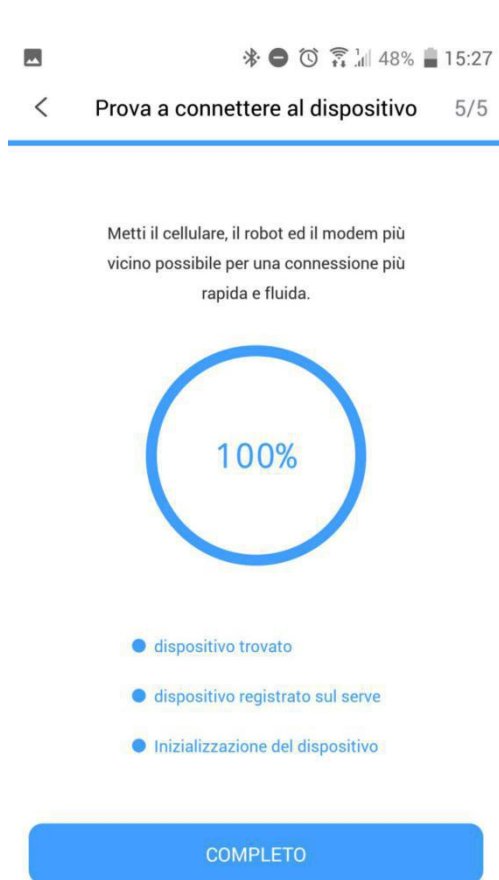 48% 15:27
Prova a connettere al dispositivo 5/5
Metti il cellulare, il robot ed il modem più
vicino possibile per una connessione più
rapida e fluida.
100%
dispositivo trovato
dispositivo registrato sul serve
Inizializzazione del dispositivo
COMPLETO